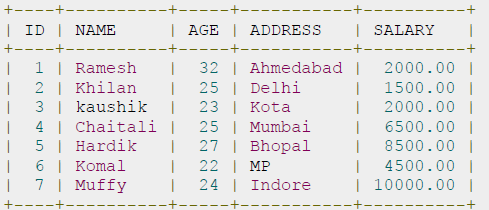 +----+----------+-----+-----------+----------+
| ID | NAME     | AGE | ADDRESS   | SALARY   |
+----+----------+-----+-----------+----------+
|  1 | Ramesh   |  32 | Ahmedabad |  2000.00 |
|  2 | Khilan   |  25 | Delhi     |  1500.00 |
|  3 | kaushik  |  23 | Kota      |  2000.00 |
|  4 | Chaitali |  25 | Mumbai    |  6500.00 |
|  5 | Hardik   |  27 | Bhopal    |  8500.00 |
|  6 | Komal    |  22 | MP        |  4500.00 |
|  7 | Muffy    |  24 | Indore    | 10000.00 |
+----+----------+-----+-----------+----------+